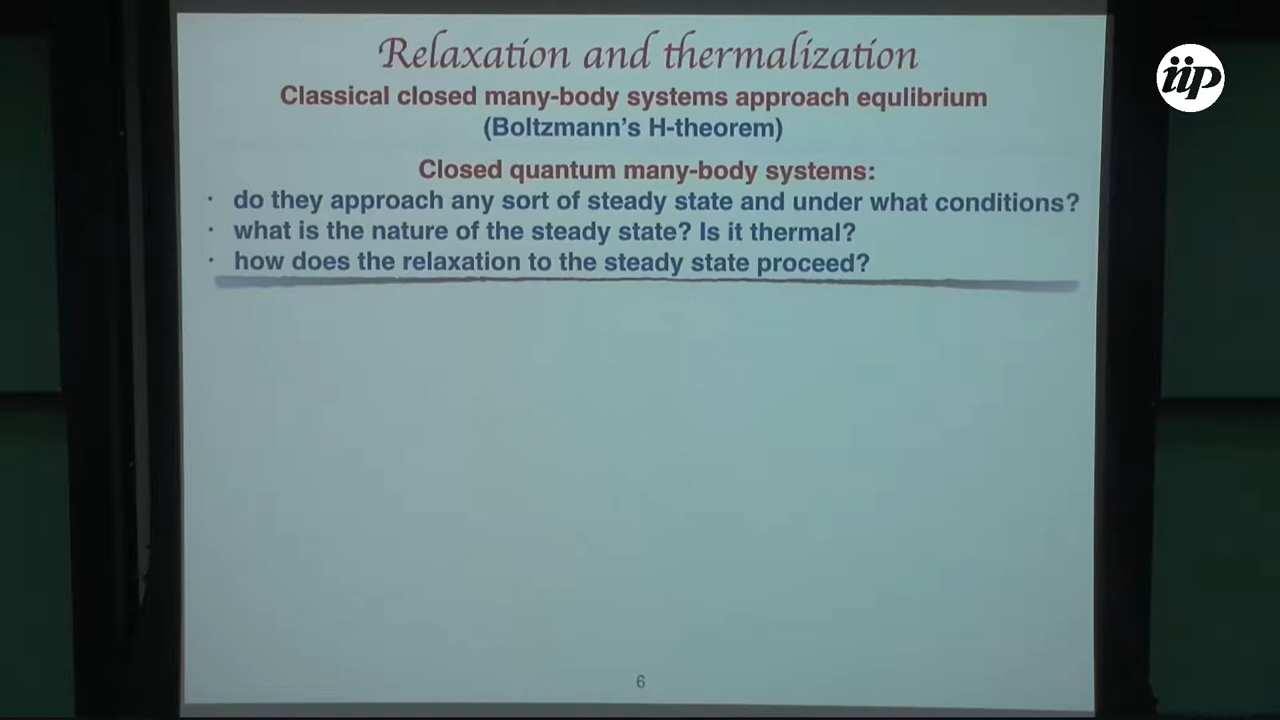 iip
Relaxation and thermalization
Classical closed many-body systems approach equlibrium
(Boltzmann's H-theorem)
Closed quantum many-body systems:
· do they approach any sort of steady state and under what conditions?
· what is the nature of the steady state? Is it thermal?
· how does the relaxation to the steady state proceed?
6